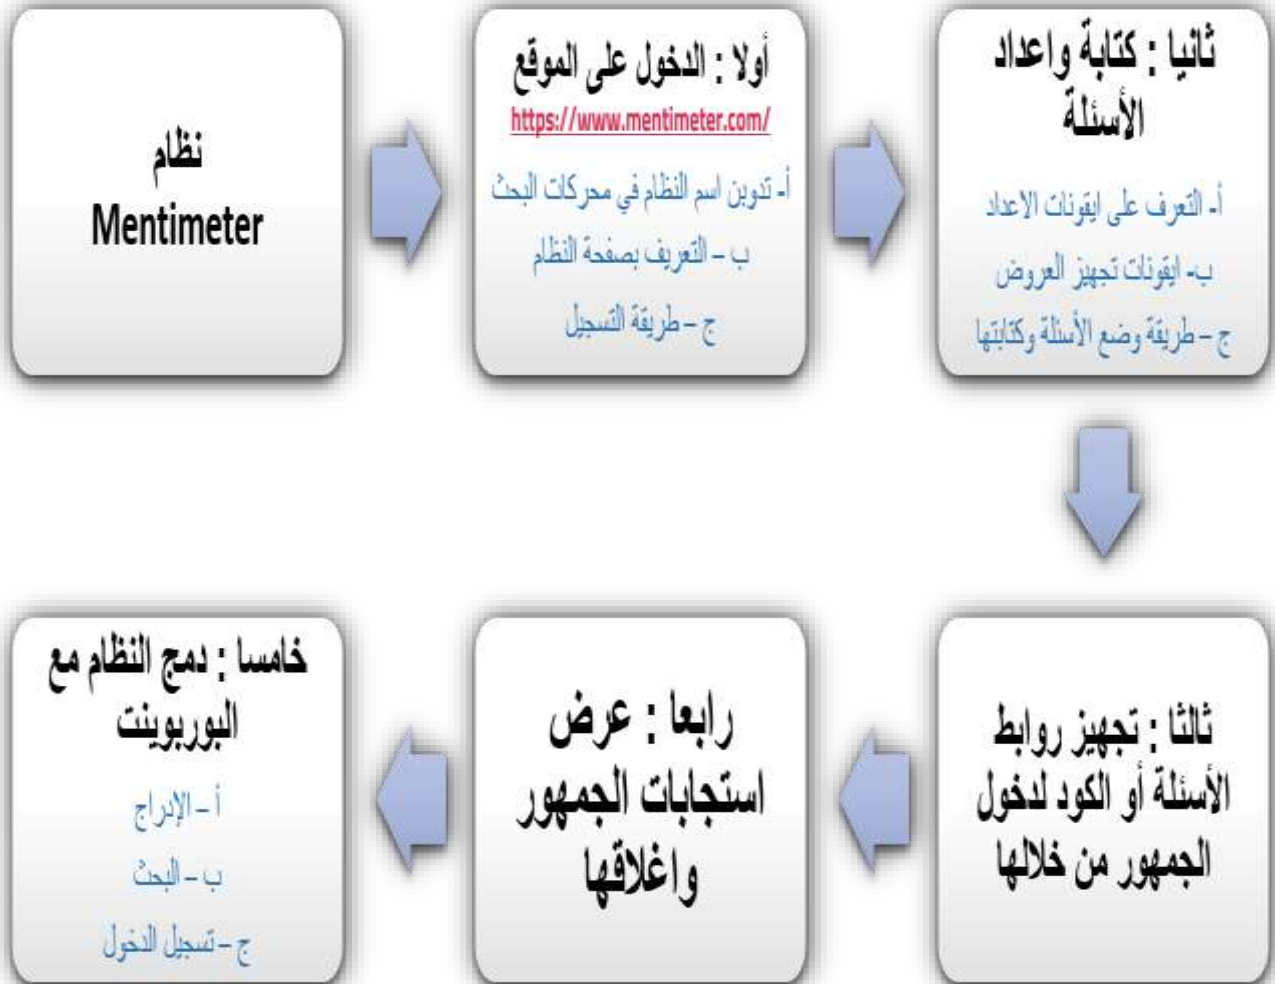 نظام
Mentimeter
أولا : الدخول على الموقع
https://www.mentimeter.com/
أ- تدوين اسم النظام في محركات البحث
ب – التعريف بصفحة النظام
ج – طريقة التسجيل
ثانيا : كتابة واعداد
الأسئلة
أ- التعرف على ايقونات الاعداد
ب- ايقونات تجهيز العروض
ج – طريقة وضع الأسئلة وكتابتها
ثالثا : تجهيز روابط
الأسئلة أو الكود لدخول
الجمهور من خلالها
رابعا : عرض
استجابات الجمهور
واغلاقها
خامسا : دمج النظام مع
البوربوينت
أ – الإدراج
ب – البحث
ج – تسجيل الدخول